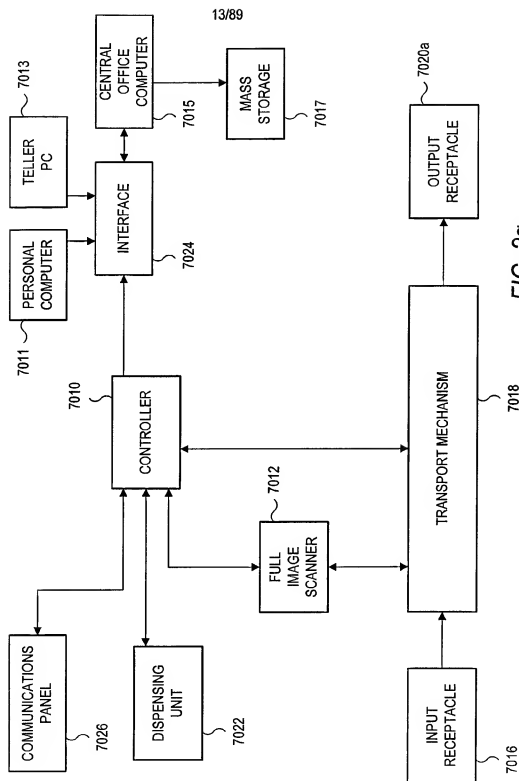 13/89
7013
TELLER
PC
CENTRAL
OFFICE
COMPUTER
7015
MASS
STORAGE
7017
PERSONAL
COMPUTER
7011
INTERFACE
7024
7010
CONTROLLER
7012
FULL
IMAGE
SCANNER
COMMUNICATIONS
PANEL
7026
DISPENSING
UNIT
7022
7020a
OUTPUT
RECEPTACLE
TRANSPORT MECHANISM
7018
INPUT
RECEPTACLE
7016
FIG.